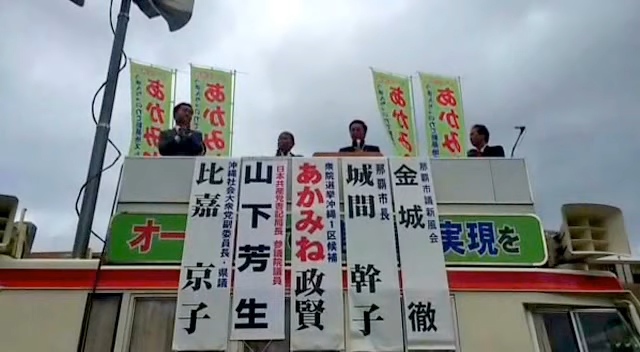 あかみね
あかみね
あかみね
あかみね
那覇市議新風会
金城 徹
那覇市長
城間 幹子
衆院選挙沖縄1区候補
あかみね政賢
日本共産党書記局長・参議院議員
山下芳生
沖縄社会大衆党副委員長・県議
比嘉 京子
オー
実現を